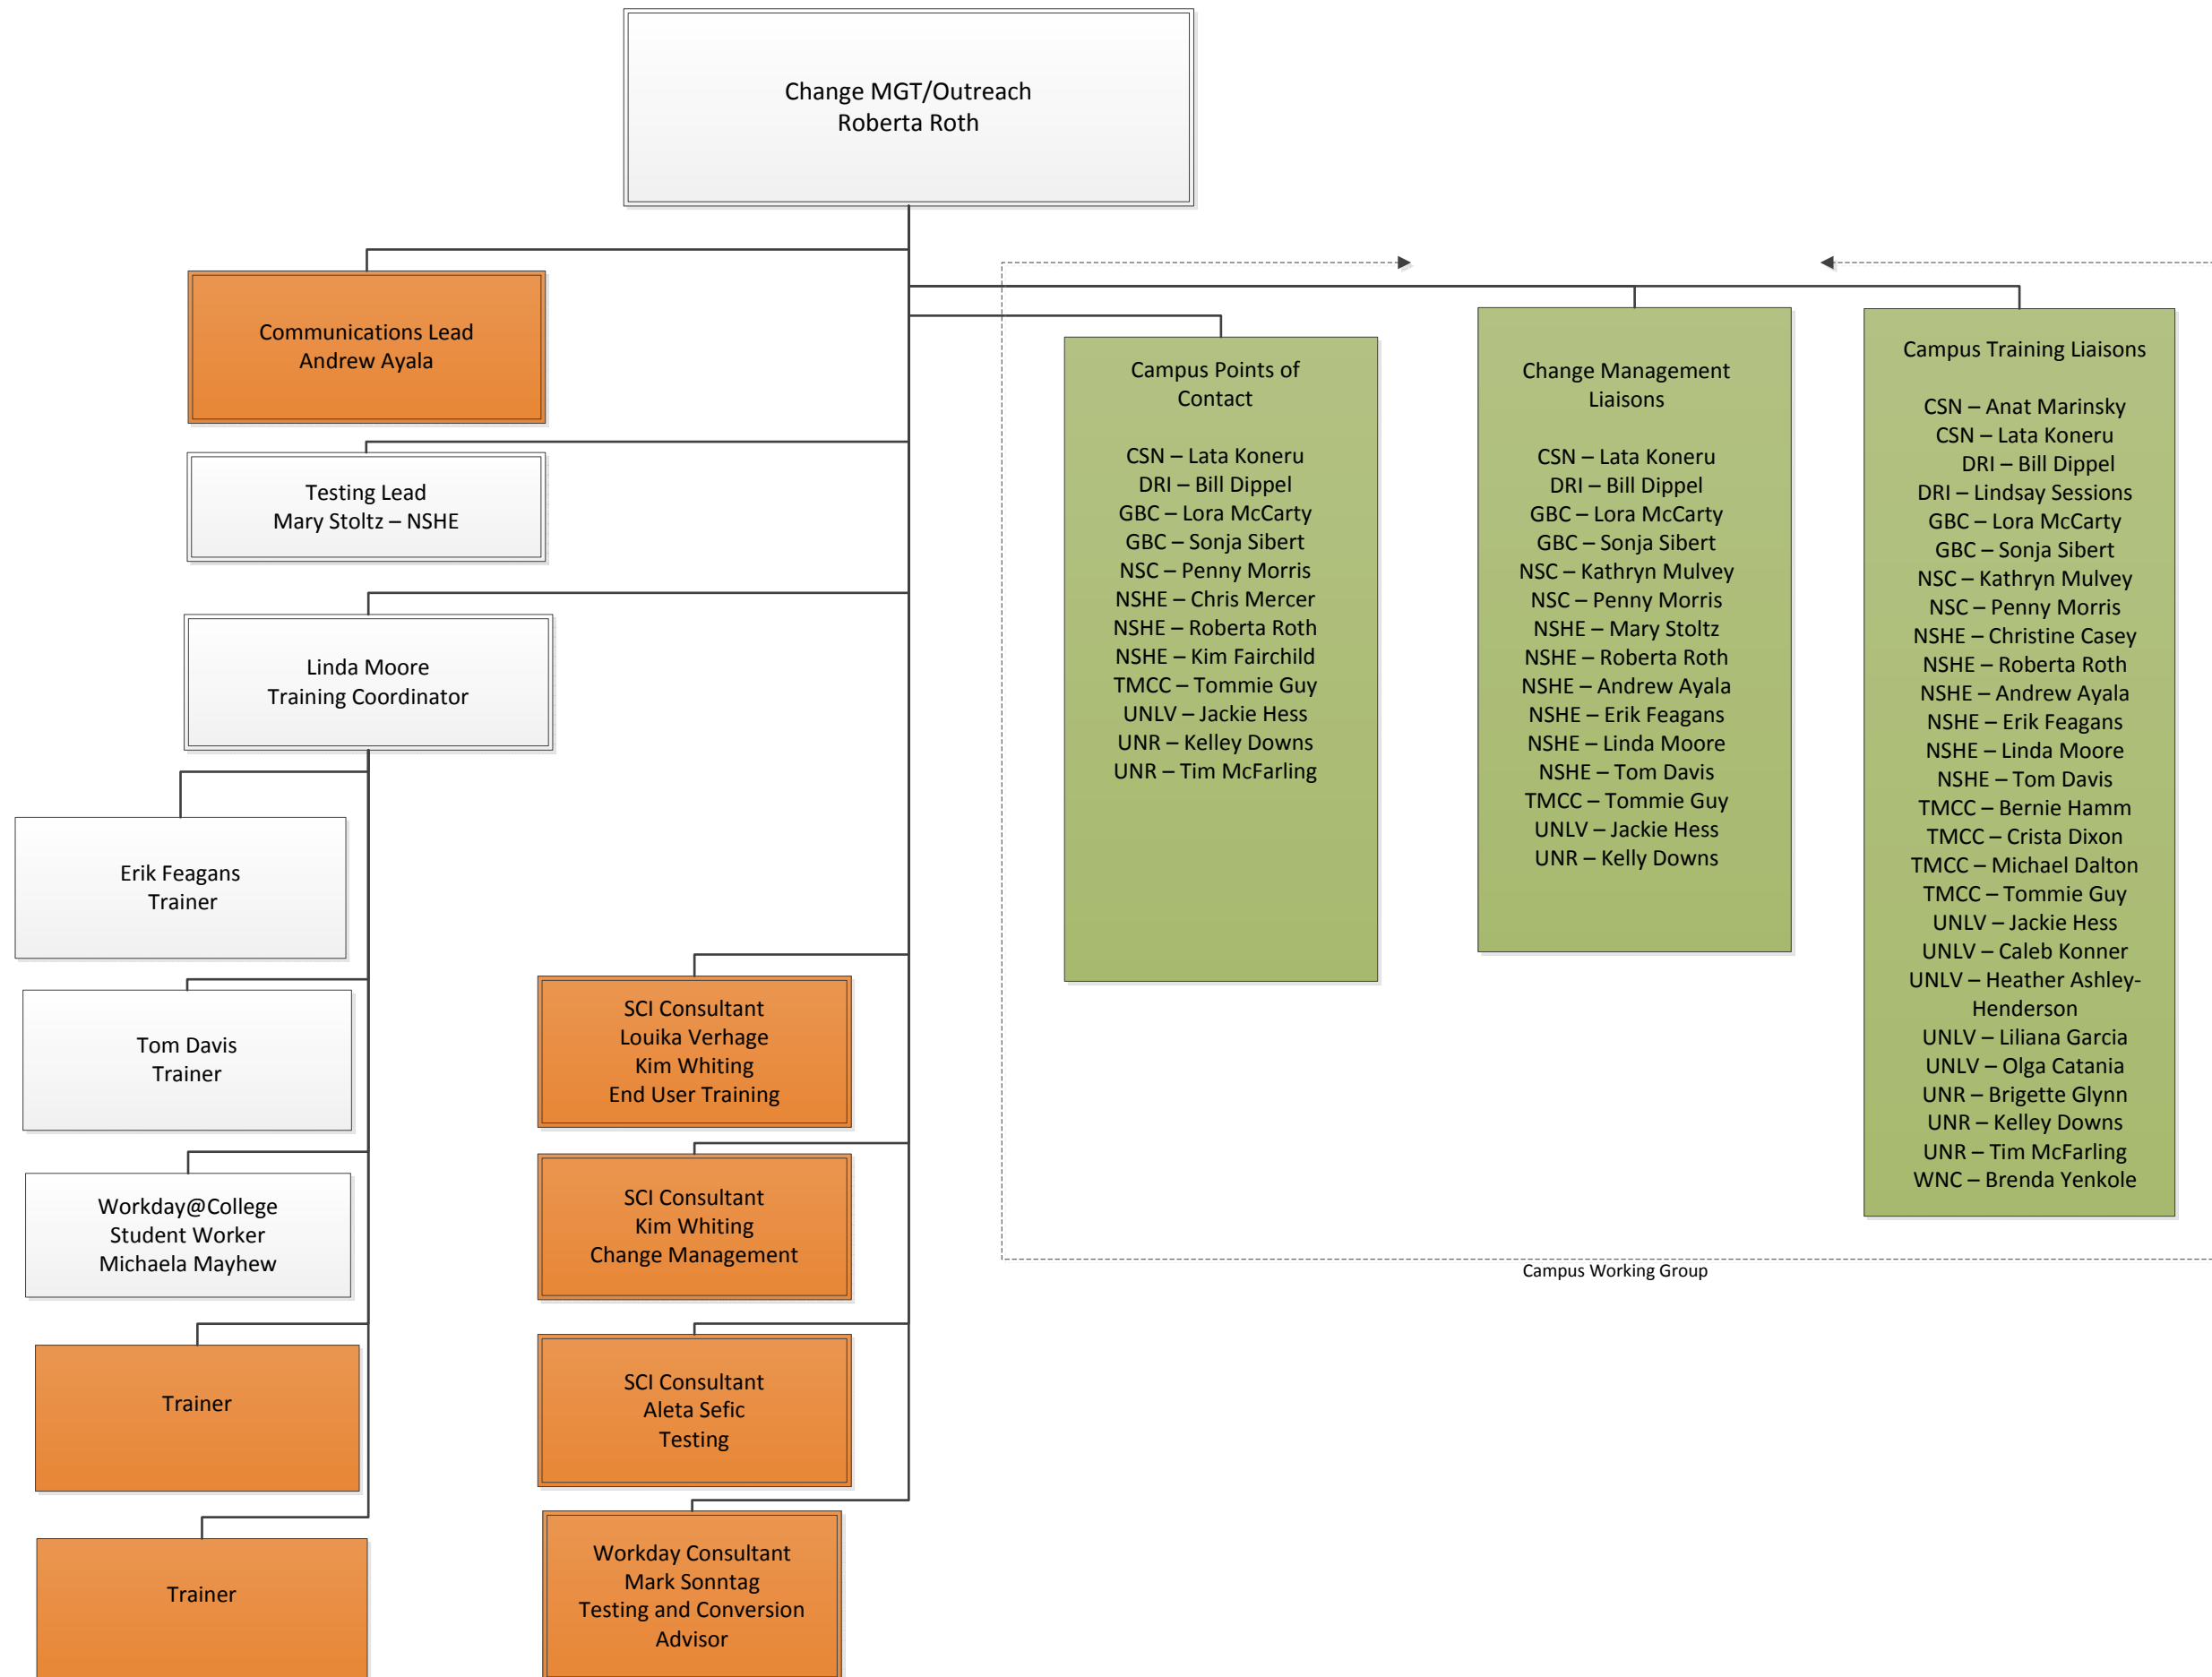 Change MGT/Outreach
Roberta Roth
Communications Lead
Andrew Ayala
Testing Lead
Mary Stoltz – NSHE
Linda Moore
Training Coordinator
Erik Feagans
Trainer
Tom Davis
Trainer
Workday@College
Student Worker
Michaela Mayhew
Trainer
Trainer
SCI Consultant
Louika Verhage
Kim Whiting
End User Training
SCI Consultant
Kim Whiting
Change Management
SCI Consultant
Aleta Sefic
Testing
Workday Consultant
Mark Sonntag
Testing and Conversion
Advisor
Campus Points of
Contact
CSN – Lata Koneru
DRI – Bill Dippel
GBC – Lora McCarty
GBC – Sonja Sibert
NSC – Penny Morris
NSHE – Chris Mercer
NSHE – Roberta Roth
NSHE – Kim Fairchild
TMCC – Tommie Guy
UNLV – Jackie Hess
UNR – Kelley Downs
UNR – Tim McFarling
Change Management
Liaisons
CSN – Lata Koneru
DRI – Bill Dippel
GBC – Lora McCarty
GBC – Sonja Sibert
NSC – Kathryn Mulvey
NSC – Penny Morris
NSHE – Mary Stoltz
NSHE – Roberta Roth
NSHE – Andrew Ayala
NSHE – Erik Feagans
NSHE – Linda Moore
NSHE – Tom Davis
TMCC – Tommie Guy
UNLV – Jackie Hess
UNR – Kelly Downs
Campus Training Liaisons
CSN – Anat Marinsky
CSN – Lata Koneru
DRI – Bill Dippel
DRI – Lindsay Sessions
GBC – Lora McCarty
GBC – Sonja Sibert
NSC – Kathryn Mulvey
NSC – Penny Morris
NSHE – Christine Casey
NSHE – Roberta Roth
NSHE – Andrew Ayala
NSHE – Erik Feagans
NSHE – Linda Moore
NSHE – Tom Davis
TMCC – Bernie Hamm
TMCC – Crista Dixon
TMCC – Michael Dalton
TMCC – Tommie Guy
UNLV – Jackie Hess
UNLV – Caleb Konner
UNLV – Heather Ashley-
Henderson
UNLV – Liliana Garcia
UNLV – Olga Catania
UNR – Brigette Glynn
UNR – Kelley Downs
UNR – Tim McFarling
WNC – Brenda Yenkole
Campus Working Group